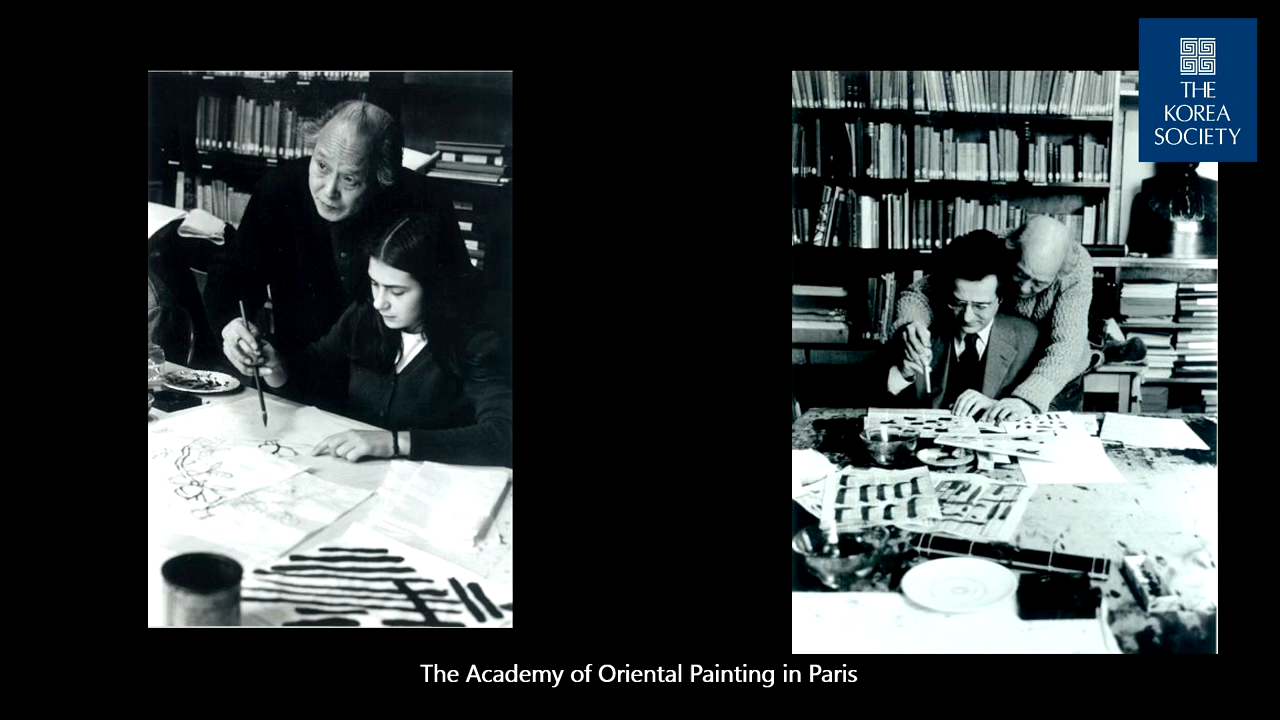 THE
KOREA
SOCIETY
The Academy of Oriental Painting in Paris